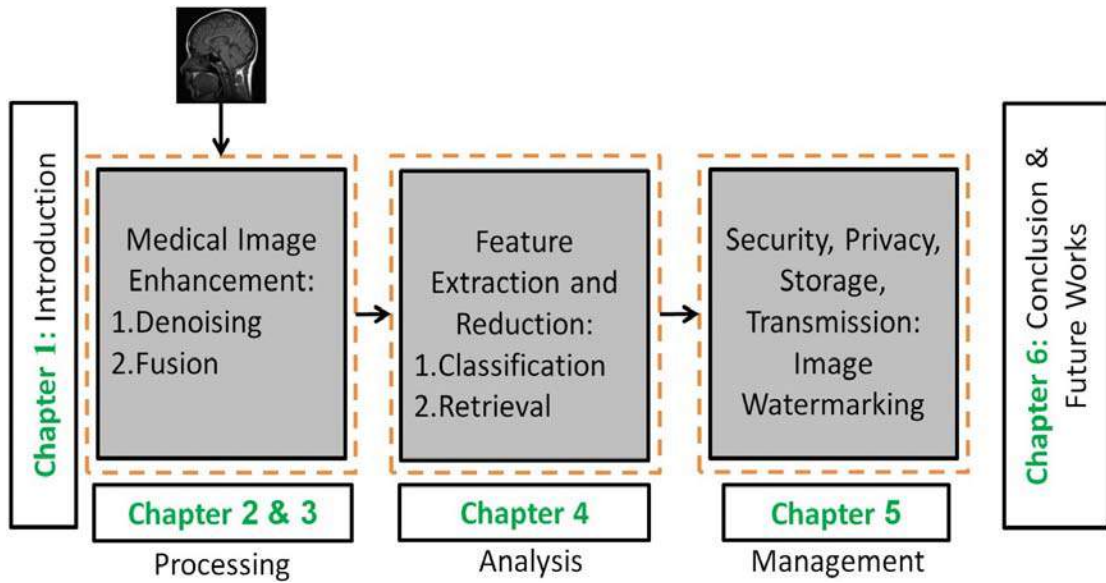 Chapter 1: Introduction
Medical Image
Enhancement:
1.Denoising
2.Fusion
Chapter 2 & 3
Processing
Feature
Extraction and
Reduction:
1.Classification
2.Retrieval
Chapter 4
Analysis
Security, Privacy,
Storage,
Transmission:
Image
Watermarking
Chapter 5
Management
Chapter 6: Conclusion &
Future Works